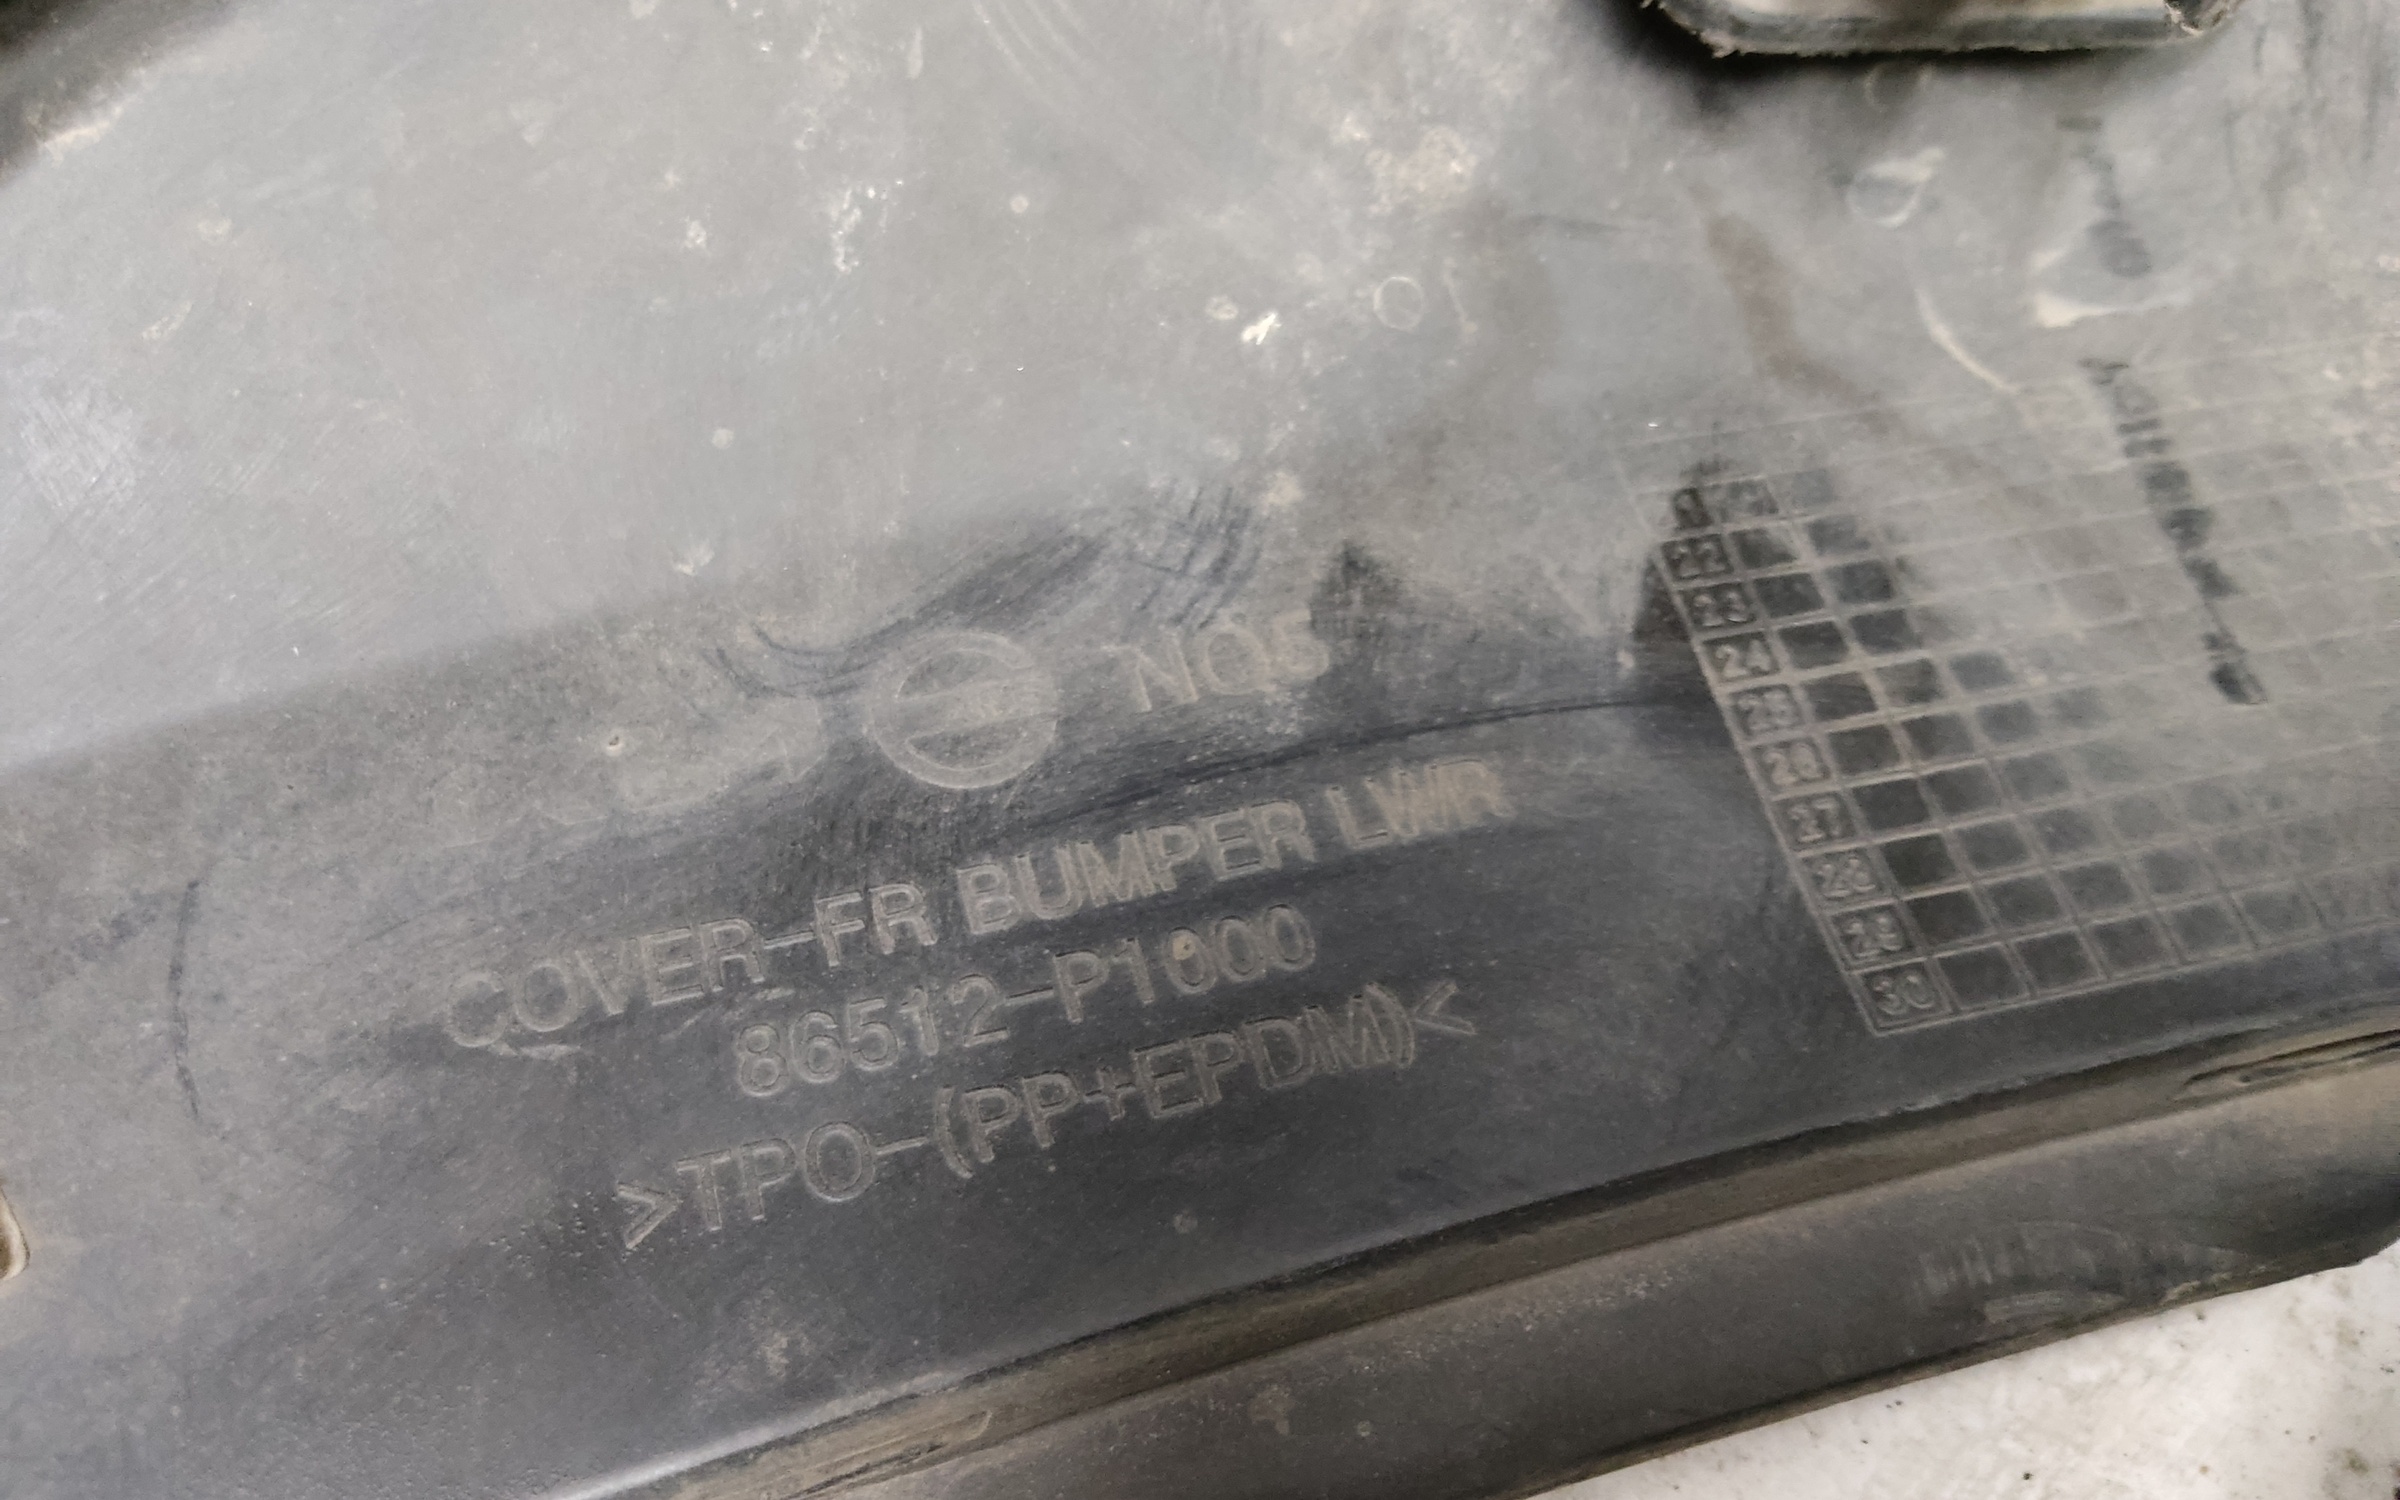 NQ5
COVER-FR BUMPER LWR
86512-P1000
>TPO-(PP+EPDM)<
22
23
24
25
26
27
28
29
30